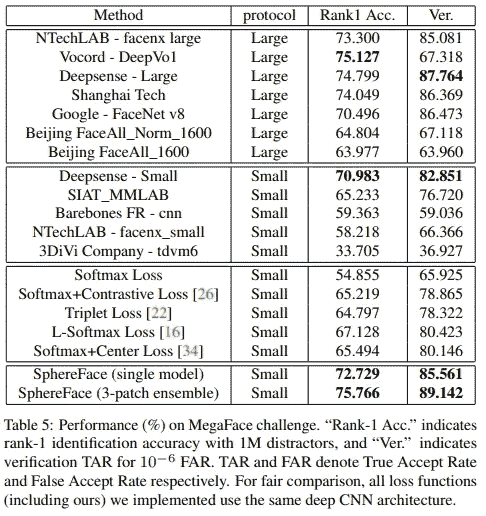 Method protocol Rank1 Acc. Ver.
NTechLAB - facenx large Large 73.300 85.081
Vocord - DeepVo1 Large 75.127 67.318
Deepsense - Large Large 74.799 87.764
Shanghai Tech Large 74.049 86.369
Google - FaceNet v8 Large 70.496 86.473
Beijing FaceAll_Norm_1600 Large 64.804 67.118
Beijing FaceAll_1600 Large 63.977 63.960
Deepsense - Small Small 70.983 82.851
SIAT_MMLAB Small 65.233 76.720
Barebones FR - cnn Small 59.363 59.036
NTechLAB - facenx_small Small 58.218 66.366
3DiVi Company - tdvm6 Small 33.705 36.927
Softmax Loss Small 54.855 65.925
Softmax+Contrastive Loss [26] Small 65.219 78.865
Triplet Loss [22] Small 64.797 78.322
L-Softmax Loss [16] Small 67.128 80.423
Softmax+Center Loss [34] Small 65.494 80.146
SphereFace (single model) Small 72.729 85.561
SphereFace (3-patch ensemble) Small 75.766 89.142
Table 5: Performance (%) on MegaFace challenge. “Rank-1 Acc.” indicates
rank-1 identification accuracy with 1M distractors, and “Ver.” indicates
verification TAR for 10⁻⁶ FAR. TAR and FAR denote True Accept Rate
and False Accept Rate respectively. For fair comparison, all loss functions
(including ours) we implemented use the same deep CNN architecture.